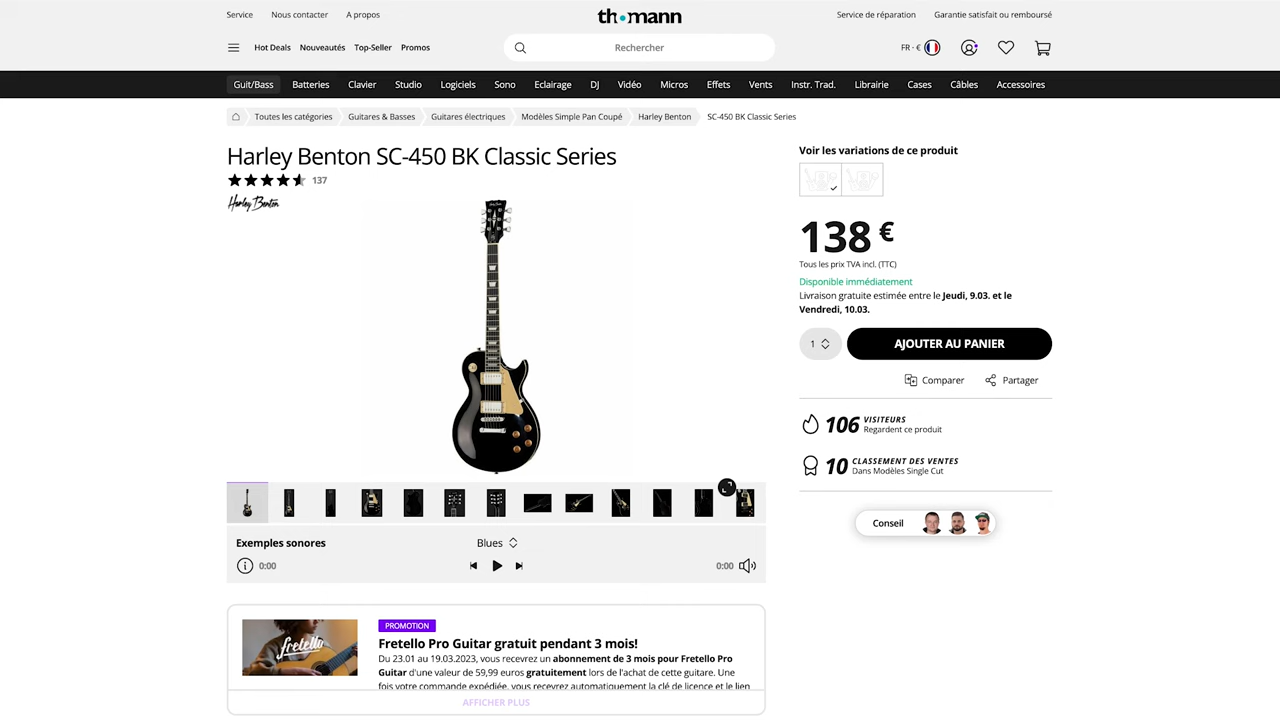 Service
Nous contacter
A propos
th•mann
Service de réparation
Garantie satisfait ou remboursé
Hot Deals
Nouveautés
Top-Seller
Promos
Rechercher
FR · €
Guit/Bass
Batteries
Clavier
Studio
Logiciels
Sono
Eclairage
DJ
Vidéo
Micros
Effets
Vents
Instr. Trad.
Librairie
Cases
Câbles
Accessoires
Toutes les catégories
Guitares & Basses
Guitares électriques
Modèles Simple Pan Coupé
Harley Benton
SC-450 BK Classic Series
Harley Benton SC-450 BK Classic Series
137
Harley Benton
Voir les variations de ce produit
138 €
Tous les prix TVA incl. (TTC)
Disponible immédiatement
Livraison gratuite estimée entre le Jeudi, 9.03. et le
Vendredi, 10.03.
1
AJOUTER AU PANIER
Comparer
Partager
106 VISITEURS
Regardent ce produit
10 CLASSEMENT DES VENTES
Dans Modèles Single Cut
Conseil
Exemples sonores
Blues
0:00
0:00
PROMOTION
Fretello Pro Guitar gratuit pendant 3 mois!
fretello
Du 23.01 au 19.03.2023, vous recevrez un abonnement de 3 mois pour Fretello Pro
Guitar d'une valeur de 59,99 euros gratuitement lors de l'achat de cette guitare. Une
fois votre commande expédiée, vous recevrez automatiquement la clé de licence et le lien
AFFICHER PLUS